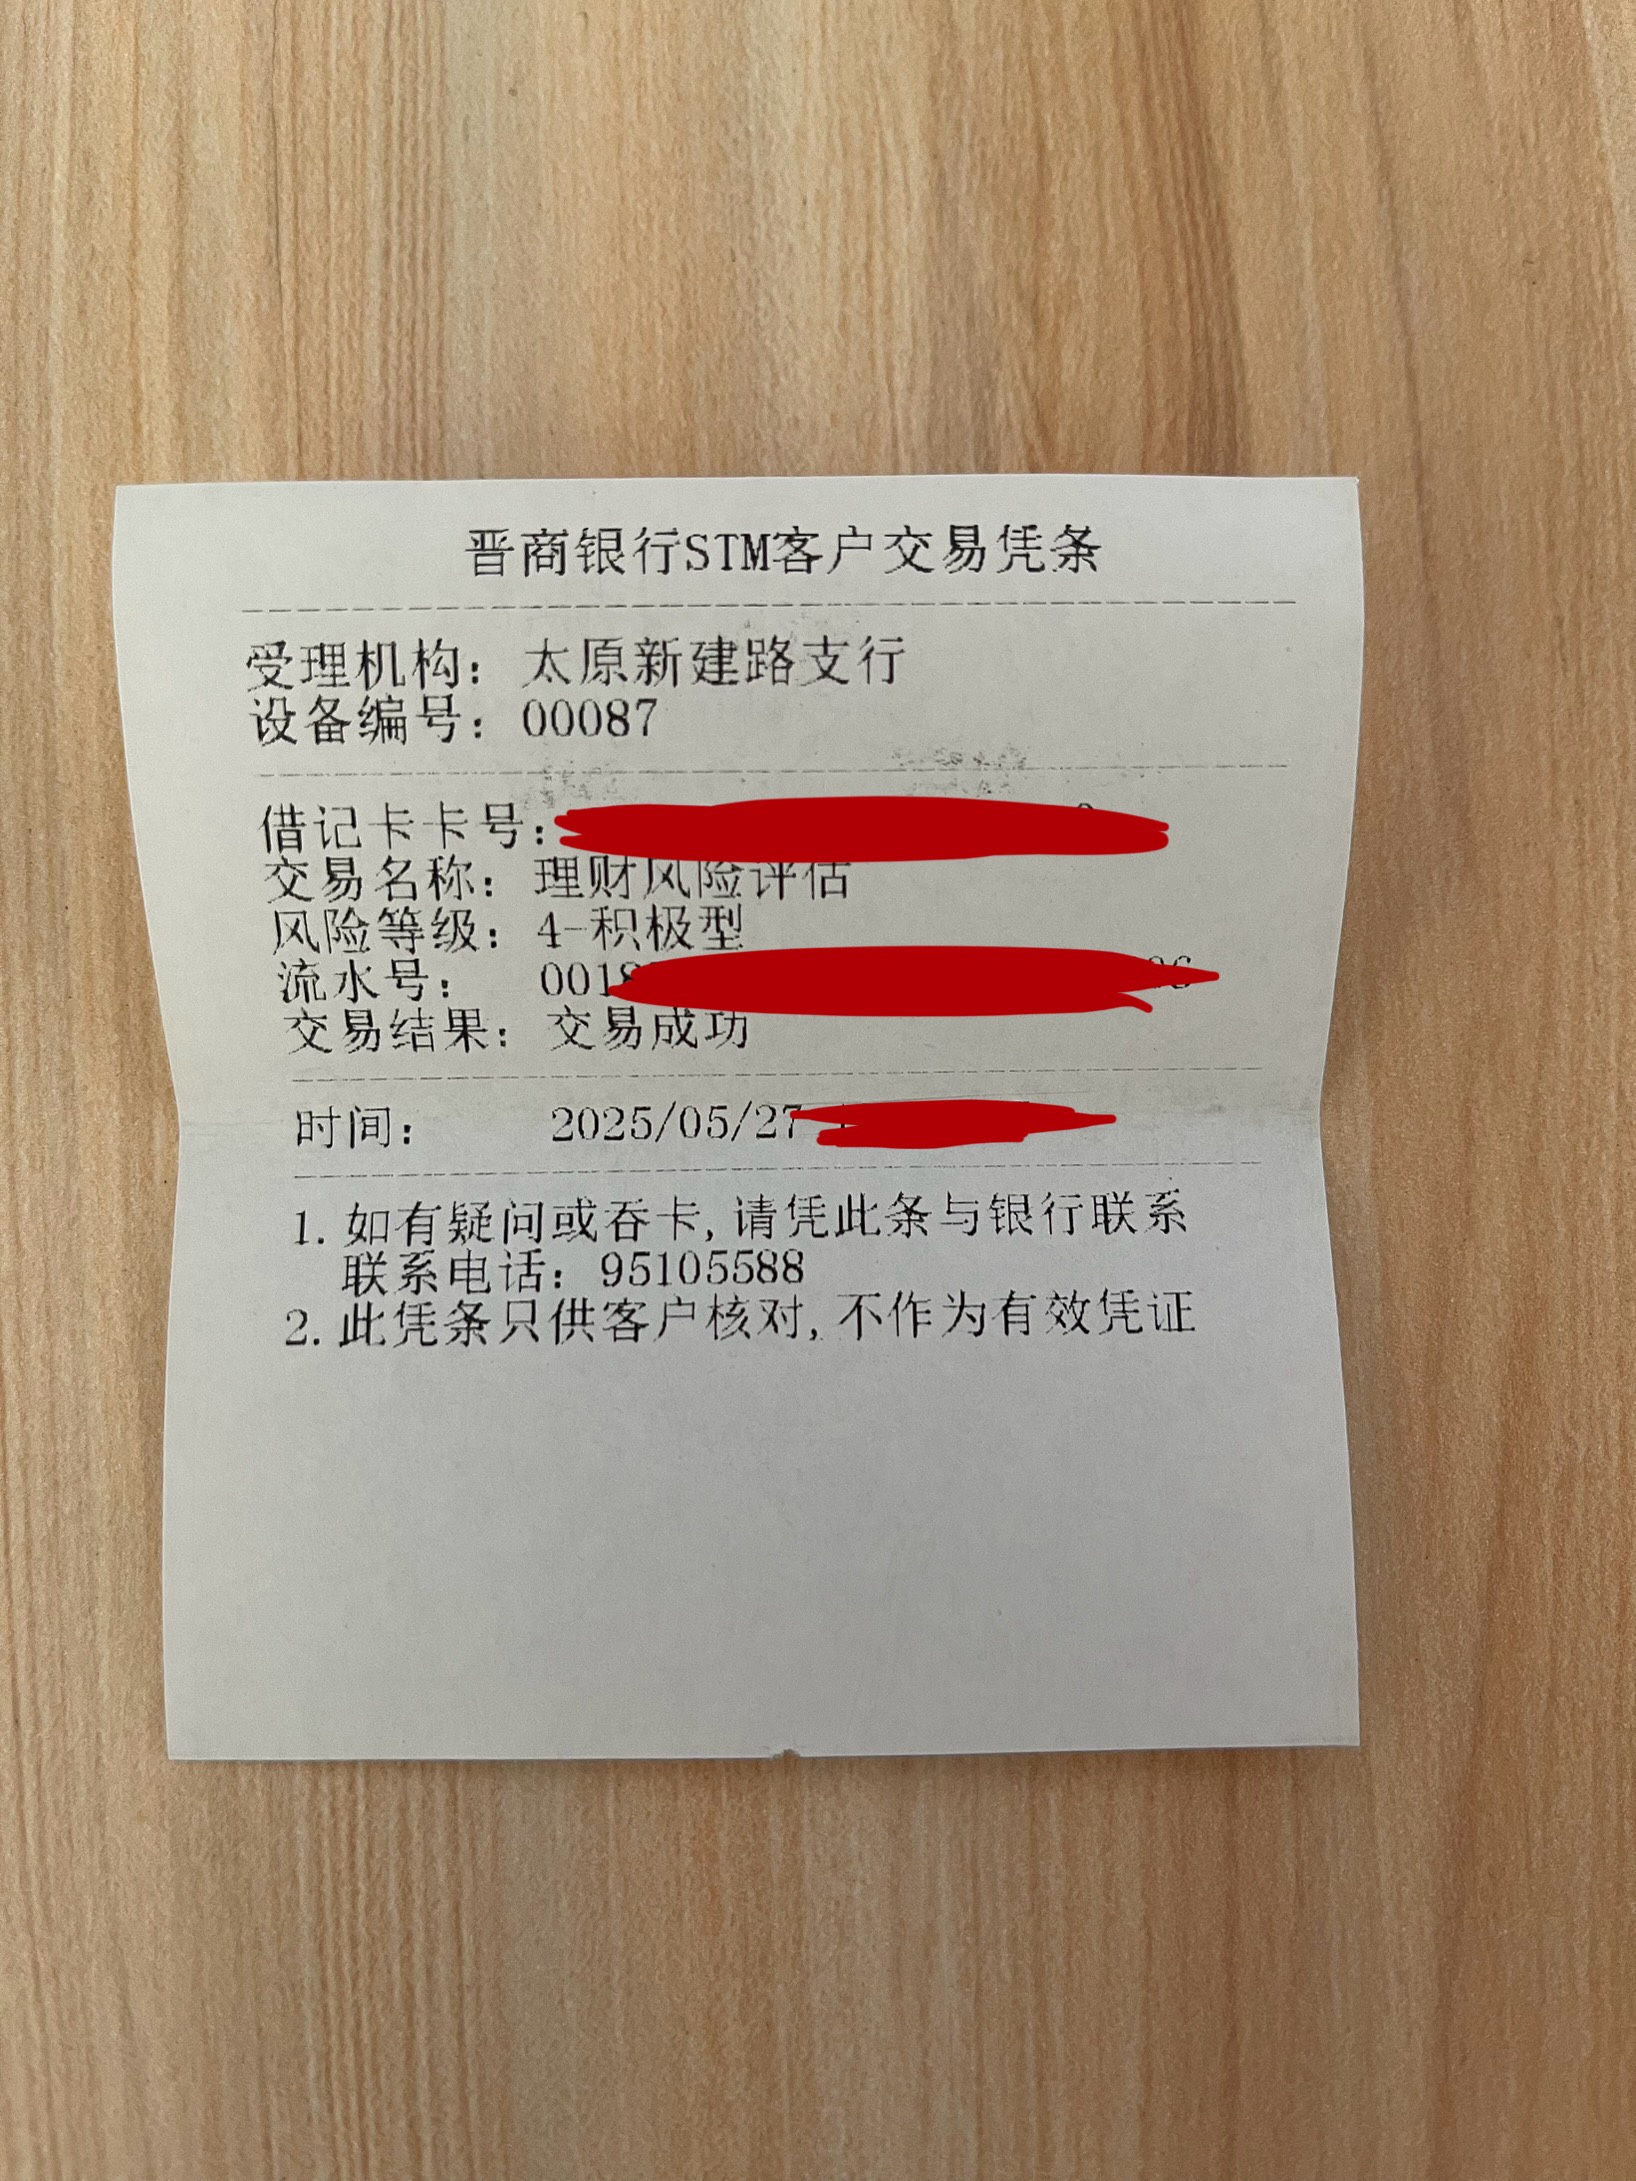 晋商银行STM客户交易凭条
受理机构：太原新建路支行
设备编号：00087
借记卡卡号：
交易名称：理财风险评估
风险等级：4-积极型
流水号：001
交易结果：交易成功
时间：2025/05/27
1. 如有疑问或吞卡,请凭此条与银行联系
联系电话：95105588
2. 此凭条只供客户核对,不作为有效凭证